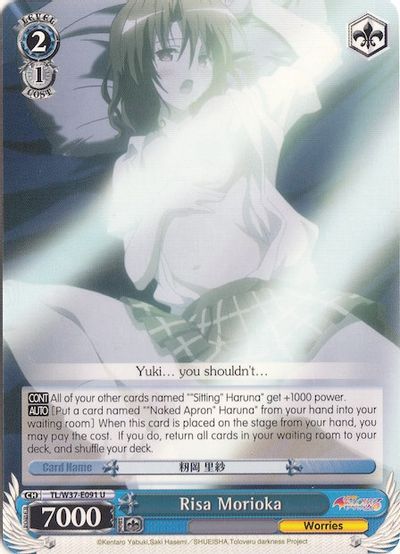 LEVEL
2
1
COST
Yuki... you shouldn't...
CONT All of your other cards named ""Sitting" Haruna" get +1000 power.
AUTO [Put a card named ""Naked Apron" Haruna" from your hand into your
waiting room] When this card is placed on the stage from your hand, you
may pay the cost. If you do, return all cards in your waiting room to your
deck, and shuffle your deck.
Card Name 籾岡 里紗
CH TL/W37-E091 U
POWER 7000
Risa Morioka
Worries
©Kentaro Yabuki,Saki Hasemi／SHUEISHA,Toloveru darkness Project